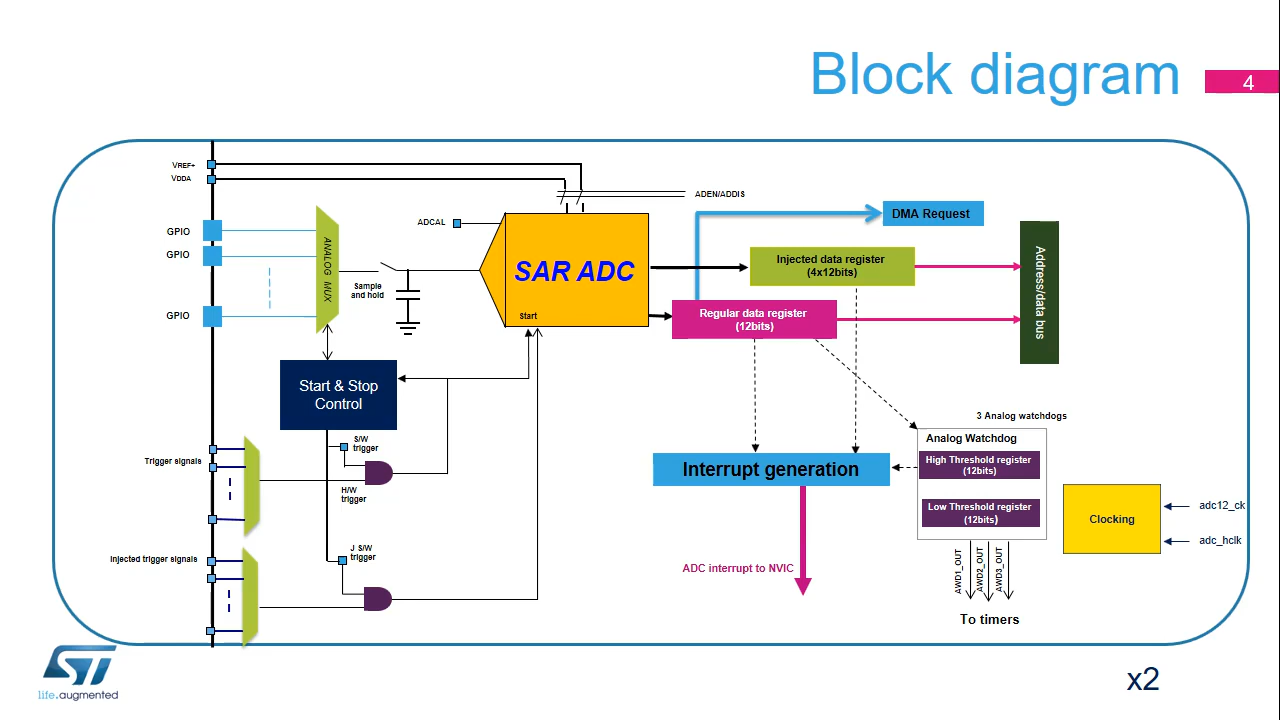 Block diagram
4
VREF+
VDDA
ADEN/ADDIS
GPIO
GPIO
GPIO
ANALOG MUX
ADCAL
Sample
and hold
SAR ADC
Start
DMA Request
Injected data register
(4x12bits)
Regular data register
(12bits)
Address/data bus
Start & Stop
Control
S/W
trigger
H/W
trigger
Trigger signals
J S/W
trigger
Injected trigger signals
3 Analog watchdogs
Analog Watchdog
High Threshold register
(12bits)
Low Threshold register
(12bits)
Interrupt generation
ADC interrupt to NVIC
AWD1_OUT
AWD2_OUT
AWD3_OUT
To timers
Clocking
adc12_ck
adc_hclk
ST
life.augmented
x2